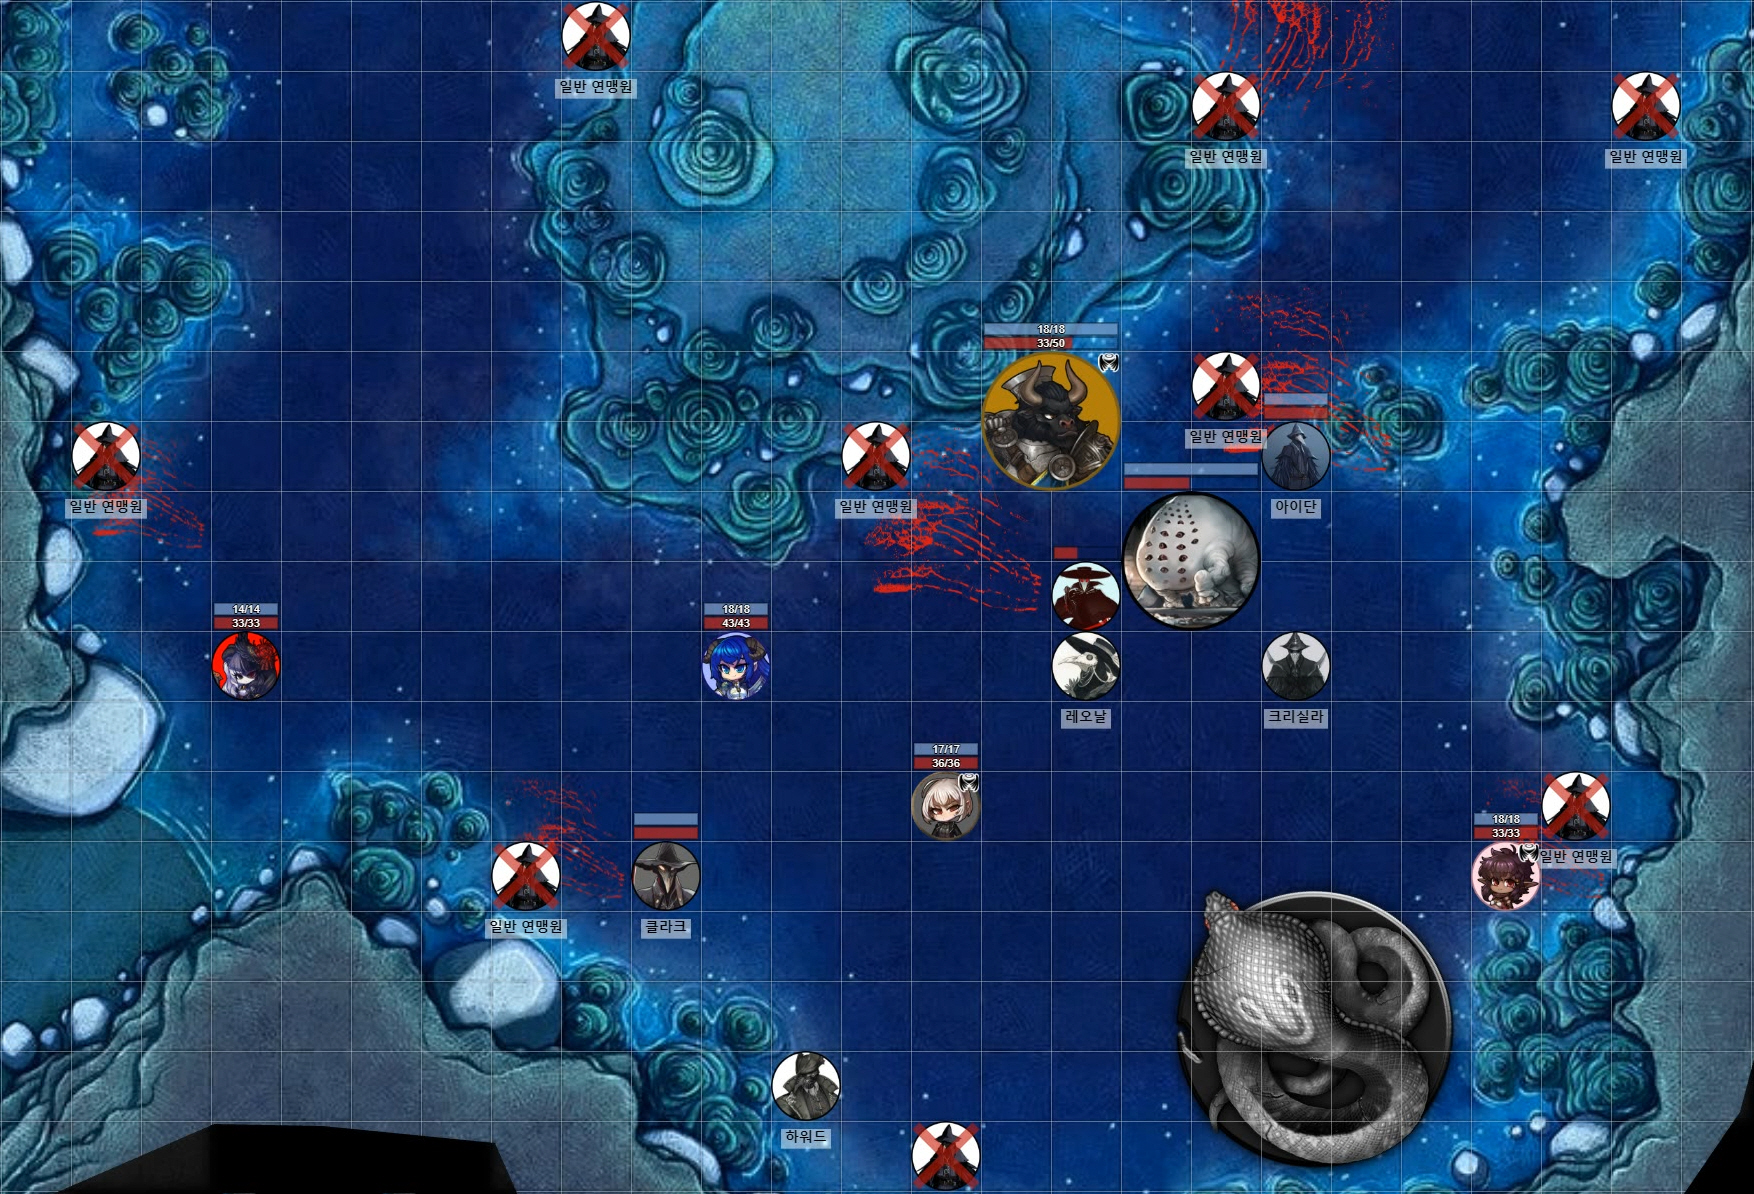 일반 연맹원
일반 연맹원
일반 연맹원
18/18
33/50
일반 연맹원
일반 연맹원
일반 연맹원
아이단
14/14
33/33
18/18
43/43
레오날
크리실라
17/17
36/36
18/18
33/33
일반 연맹원
일반 연맹원
클라크
하워드